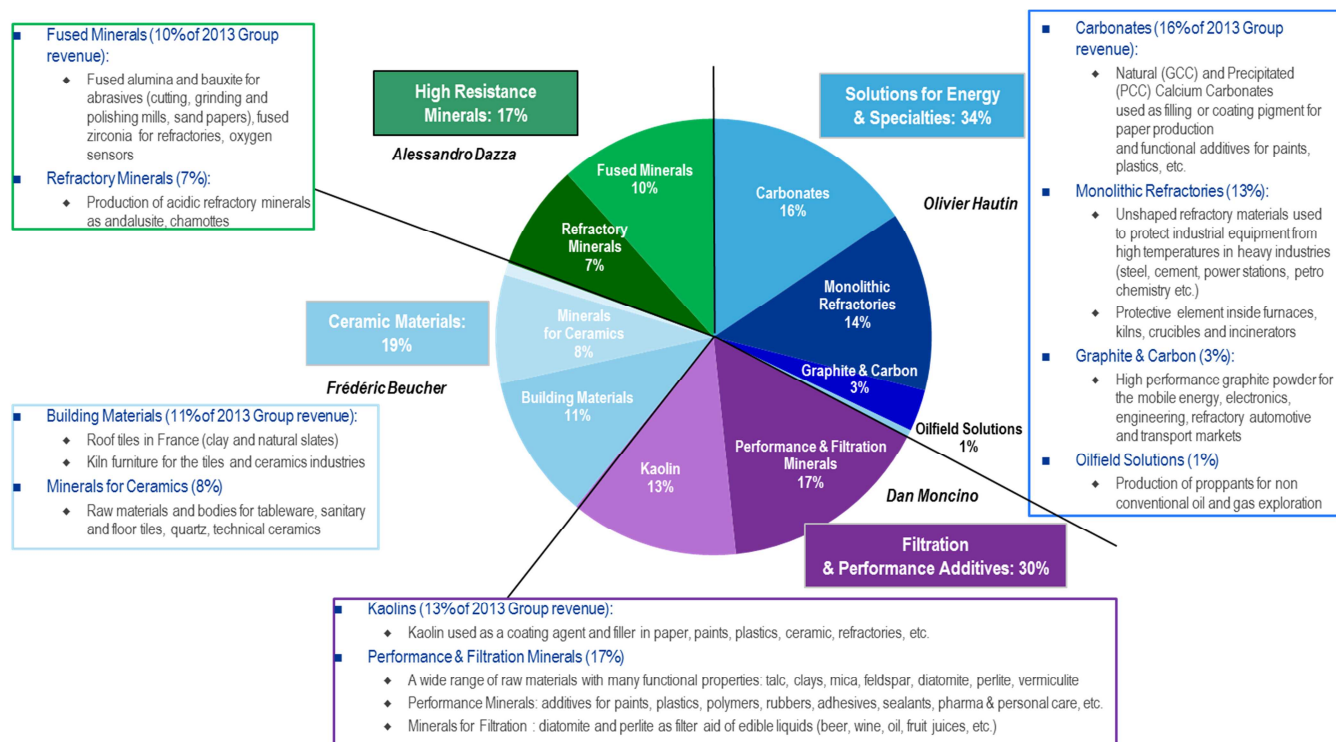 ■ Fused Minerals (10% of 2013 Group
revenue):
◆ Fused alumina and bauxite for
abrasives (cutting, grinding and
polishing mills, sand papers), fused
zirconia for refractories, oxygen
sensors
■ Refractory Minerals (7%):
◆ Production of acidic refractory minerals
as andalusite, chamottes
High Resistance
Minerals: 17%
Alessandro Dazza
Solutions for Energy
& Specialties: 34%
Olivier Hautin
■ Carbonates (16% of 2013 Group
revenue):
◆ Natural (GCC) and Precipitated
(PCC) Calcium Carbonates
used as filling or coating pigment for
paper production
and functional additives for paints,
plastics, etc.
■ Monolithic Refractories (13%):
◆ Unshaped refractory materials used
to protect industrial equipment from
high temperatures in heavy industries
(steel, cement, power stations, petro
chemistry etc.)
◆ Protective element inside furnaces,
kilns, crucibles and incinerators
■ Graphite & Carbon (3%):
◆ High performance graphite powder for
the mobile energy, electronics,
engineering, refractory automotive
and transport markets
■ Oilfield Solutions (1%)
◆ Production of proppants for non
conventional oil and gas exploration
Fused Minerals
10%
Carbonates
16%
Refractory
Minerals
7%
Monolithic
Refractories
14%
Minerals
for Ceramics
8%
Graphite & Carbon
3%
Building Materials
11%
Oilfield Solutions
1%
Kaolin
13%
Performance & Filtration
Minerals
17%
Ceramic Materials:
19%
Frédéric Beucher
■ Building Materials (11% of 2013 Group revenue):
◆ Roof tiles in France (clay and natural slates)
◆ Kiln furniture for the tiles and ceramics industries
■ Minerals for Ceramics (8%)
◆ Raw materials and bodies for tableware, sanitary
and floor tiles, quartz, technical ceramics
Dan Moncino
Filtration
& Performance Additives: 30%
■ Kaolins (13% of 2013 Group revenue):
◆ Kaolin used as a coating agent and filler in paper, paints, plastics, ceramic, refractories, etc.
■ Performance & Filtration Minerals (17%)
◆ A wide range of raw materials with many functional properties: talc, clays, mica, feldspar, diatomite, perlite, vermiculite
◆ Performance Minerals: additives for paints, plastics, polymers, rubbers, adhesives, sealants, pharma & personal care, etc.
◆ Minerals for Filtration : diatomite and perlite as filter aid of edible liquids (beer, wine, oil, fruit juices, etc.)